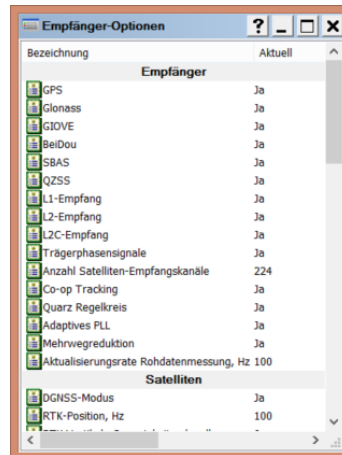 Empfänger-Optionen
Bezeichnung Aktuell
Empfänger
GPS Ja
Glonass Ja
GIOVE Ja
BeiDou Ja
SBAS Ja
QZSS Ja
L1-Empfang Ja
L2-Empfang Ja
L2C-Empfang Ja
Trägerphasensignale Ja
Anzahl Satelliten-Empfangskanäle 224
Co-op Tracking Ja
Quarz Regelkreis Ja
Adaptives PLL Ja
Mehrwegreduktion Ja
Aktualisierungsrate Rohdatenmessung, Hz 100
Satelliten
DGNSS-Modus Ja
RTK-Position, Hz 100